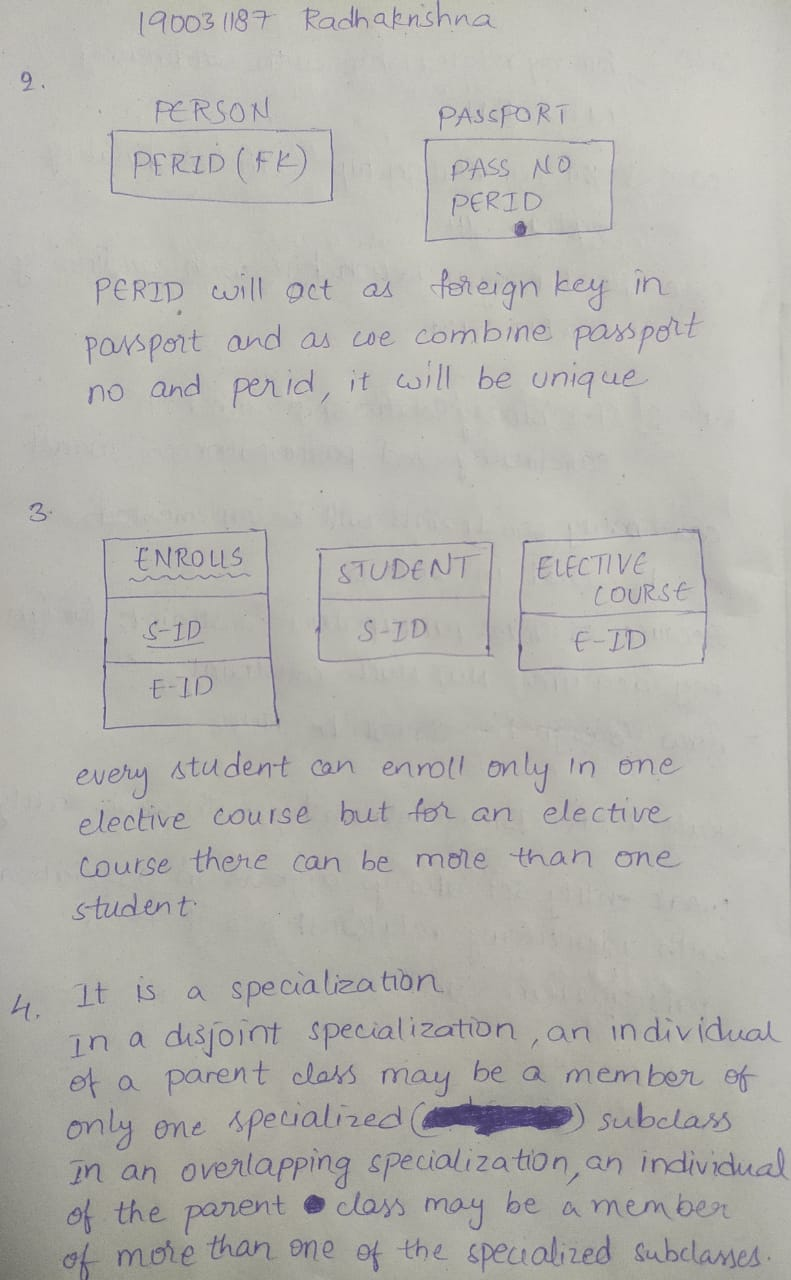 190031187 Radhakrishna
2.
PERSON
PERID (FK)
PASSPORT
PASS NO
PERID
PERID will act as foreign key in
passport and as we combine passport
no and perid, it will be unique
3.
ENROLLS
S-ID
E-ID
STUDENT
S-ID
ELECTIVE
COURSE
E-ID
every student can enroll only in one
elective course but for an elective
course there can be more than one
student.
4. It is a specialization
In a disjoint specialization, an individual
of a parent class may be a member of
only one specialized ( ) subclass
In an overlapping specialization, an individual
of the parent class may be a member
of more than one of the specialized subclasses.